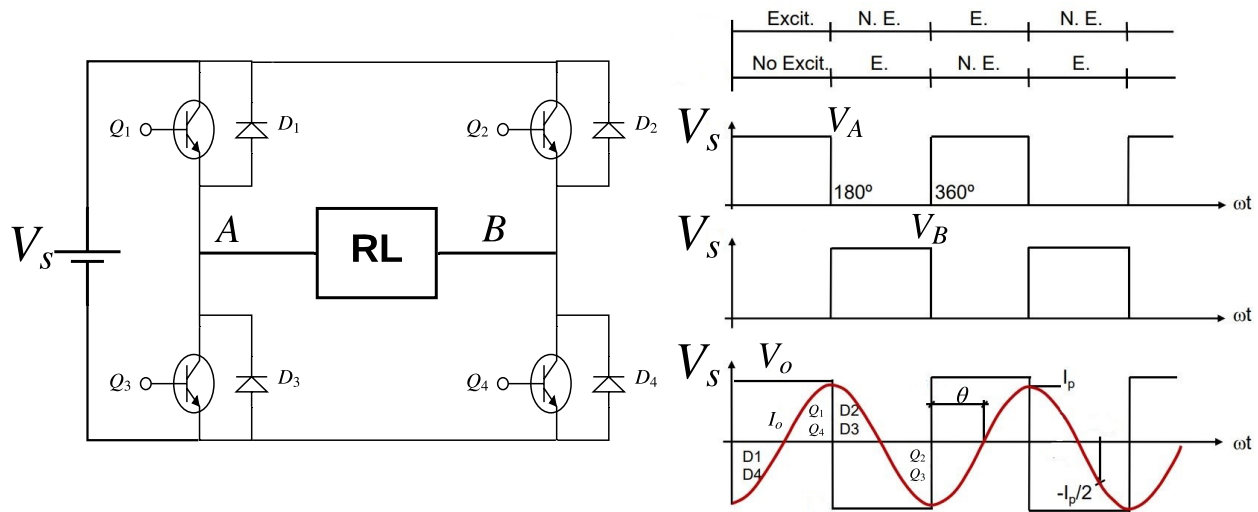 Q1
D1
Q2
D2
Vs
A
RL
B
Q3
D3
Q4
D4
Excit.
N. E.
E.
N. E.
No Excit.
E.
N. E.
E.
Vs
VA
180º
360º
ωt
Vs
VB
ωt
Vs
Vo
Ip
θ
Io
Q1
Q4
D2
D3
ωt
D1
D4
Q2
Q3
-Ip/2